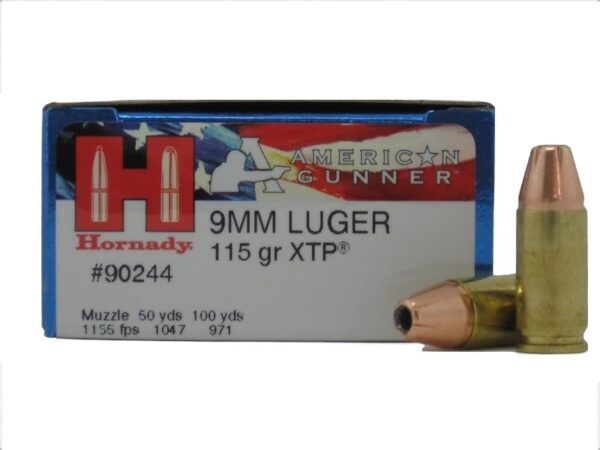 AMERICAN
GUNNER
H
Hornady.
9MM LUGER
115 gr XTP®
#90244
Muzzle 50 yds 100 yds
1155 fps 1047 971